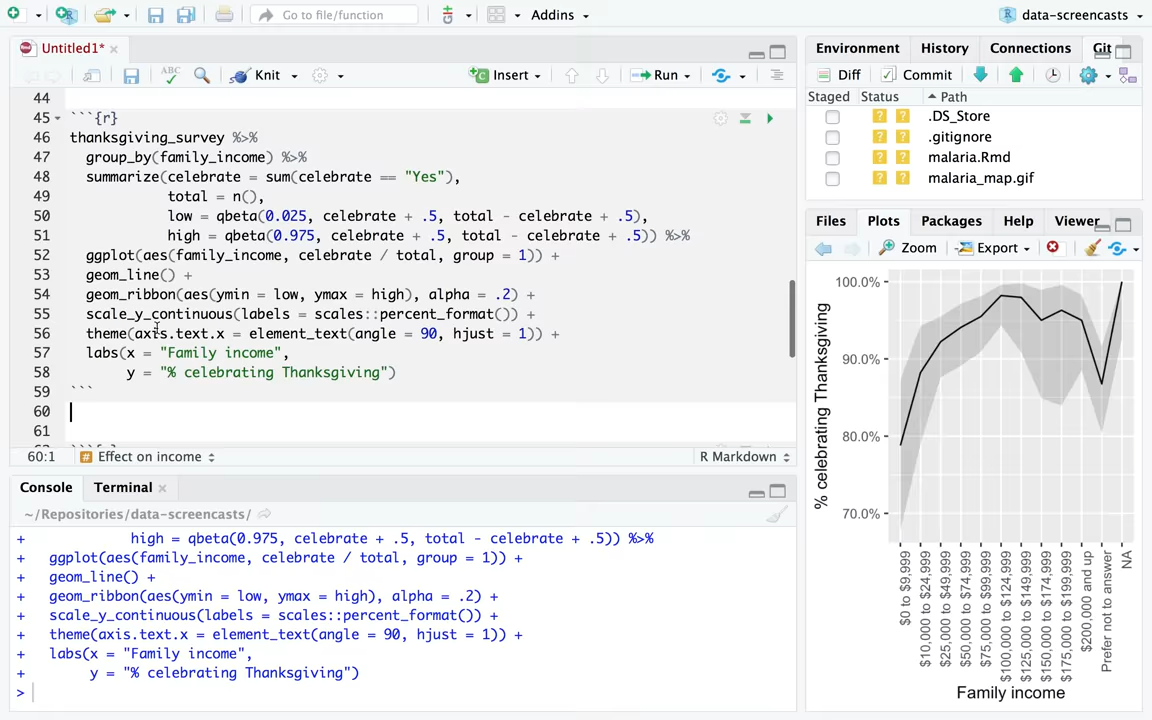 Go to file/function
Addins
data-screencasts
Untitled1*
ABC
Knit
Insert
Run
44
45 ```{r}
46 thanksgiving_survey %>%
47 group_by(family_income) %>%
48 summarize(celebrate = sum(celebrate == "Yes"),
49 total = n(),
50 low = qbeta(0.025, celebrate + .5, total - celebrate + .5),
51 high = qbeta(0.975, celebrate + .5, total - celebrate + .5)) %>%
52 ggplot(aes(family_income, celebrate / total, group = 1)) +
53 geom_line() +
54 geom_ribbon(aes(ymin = low, ymax = high), alpha = .2) +
55 scale_y_continuous(labels = scales::percent_format()) +
56 theme(axis.text.x = element_text(angle = 90, hjust = 1)) +
57 labs(x = "Family income",
58 y = "% celebrating Thanksgiving")
59 ```
60
61
60:1 # Effect on income R Markdown
Console Terminal
~/Repositories/data-screencasts/
+ high = qbeta(0.975, celebrate + .5, total - celebrate + .5)) %>%
+ ggplot(aes(family_income, celebrate / total, group = 1)) +
+ geom_line() +
+ geom_ribbon(aes(ymin = low, ymax = high), alpha = .2) +
+ scale_y_continuous(labels = scales::percent_format()) +
+ theme(axis.text.x = element_text(angle = 90, hjust = 1)) +
+ labs(x = "Family income",
+ y = "% celebrating Thanksgiving")
>
Environment History Connections Git
Diff Commit
Staged Status Path
? ? .DS_Store
? ? .gitignore
? ? malaria.Rmd
? ? malaria_map.gif
Files Plots Packages Help Viewer
Zoom Export
% celebrating Thanksgiving
100.0%
90.0%
80.0%
70.0%
$0 to $9,999
$10,000 to $24,999
$25,000 to $49,999
$50,000 to $74,999
$75,000 to $99,999
$100,000 to $124,999
$125,000 to $149,999
$150,000 to $174,999
$175,000 to $199,999
$200,000 and up
Prefer not to answer
NA
Family income